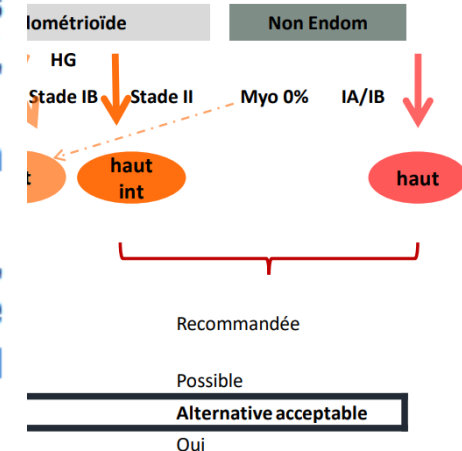 lométrioïde
Non Endom
HG
Stade IB
Stade II
Myo 0%
IA/IB
haut
int
haut
Recommandée
Possible
Alternative acceptable
Oui